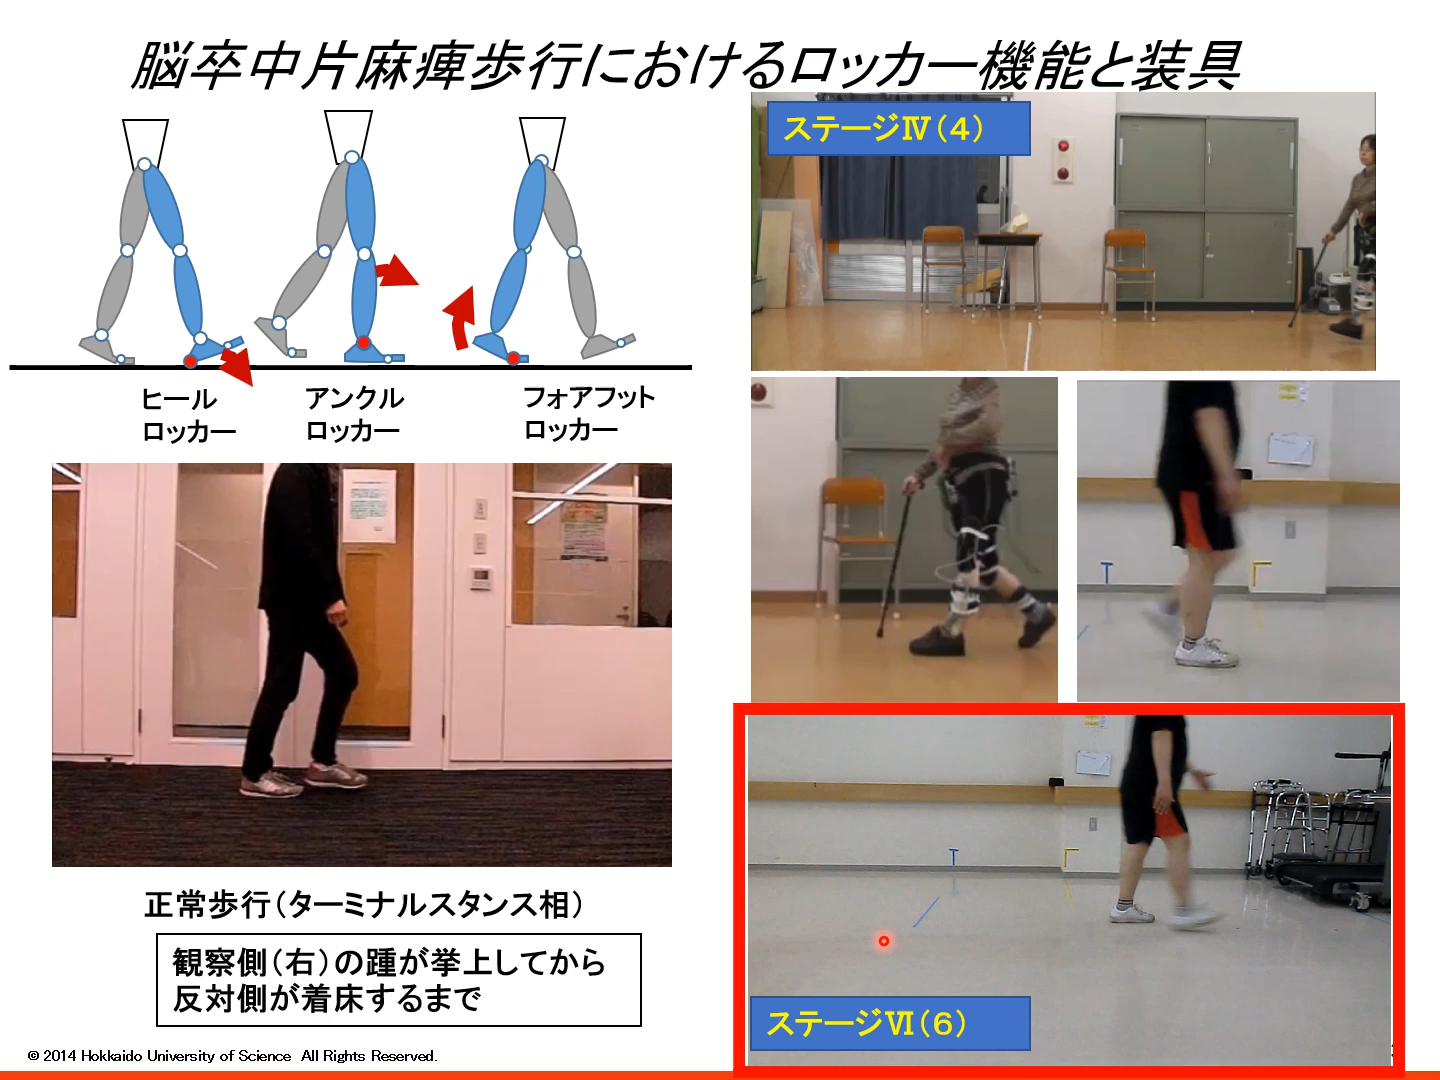 脳卒中片麻痺歩行におけるロッカー機能と装具
ステージⅣ（４）
ヒール
ロッカー
アンクル
ロッカー
フォアフット
ロッカー
正常歩行（ターミナルスタンス相）
観察側（右）の踵が挙上してから
反対側が着床するまで
ステージⅥ（６）
© 2014 Hokkaido University of Science All Rights Reserved.